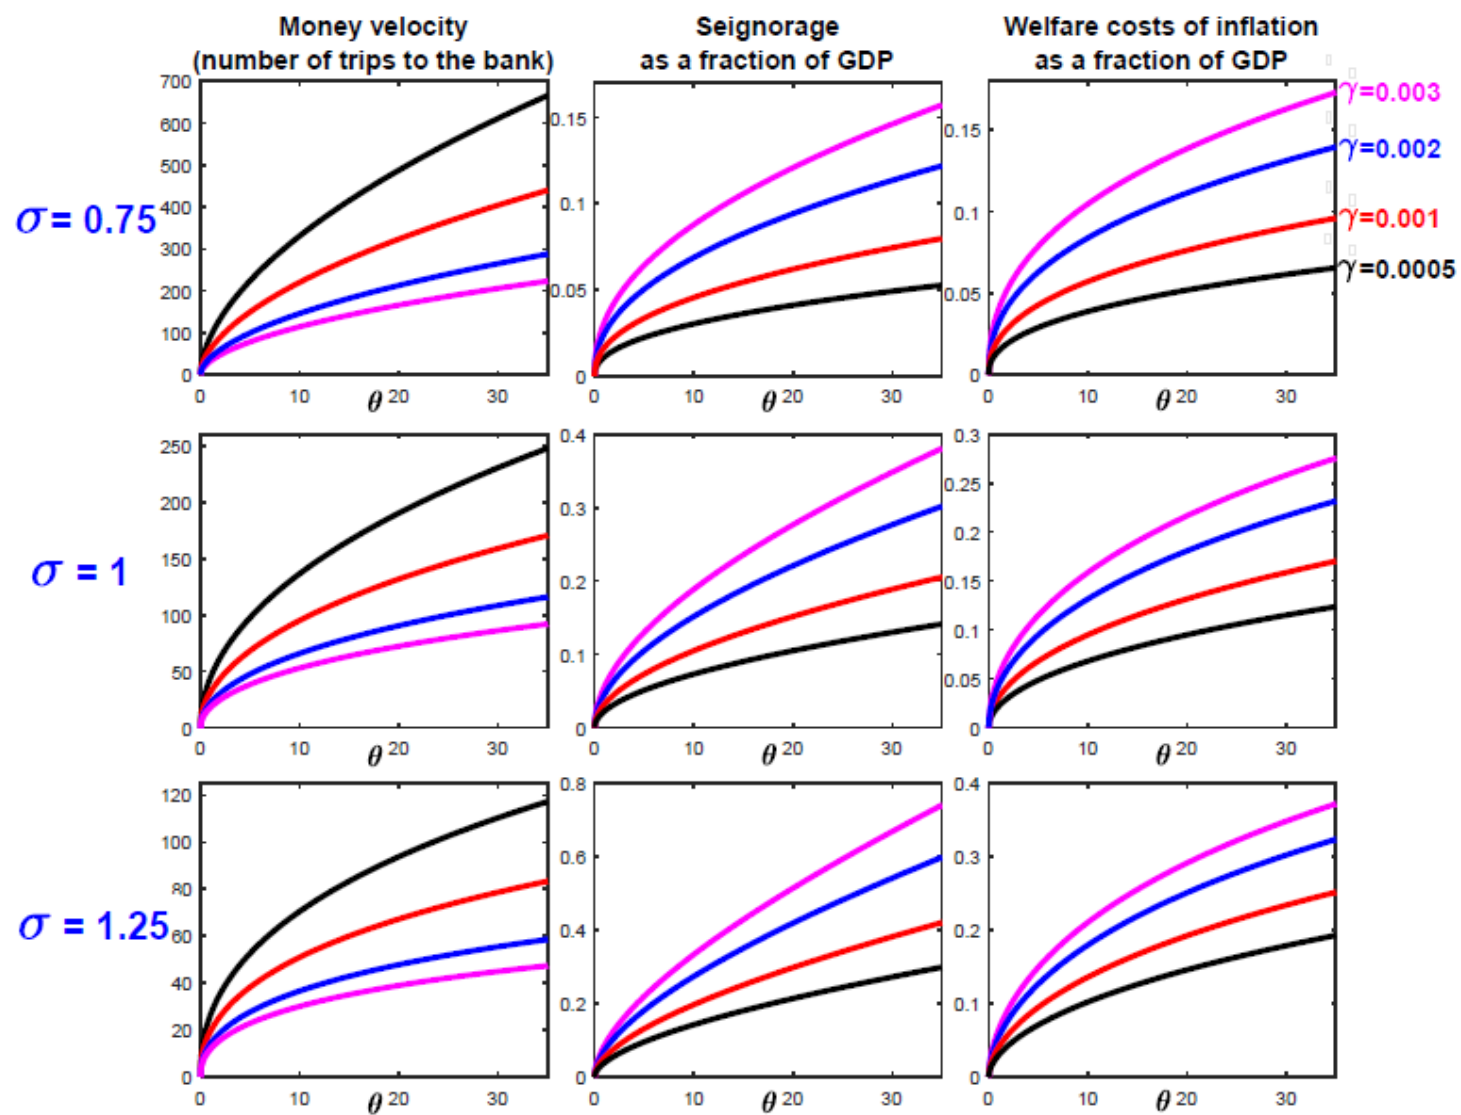 Money velocity
(number of trips to the bank)
Seignorage
as a fraction of GDP
Welfare costs of inflation
as a fraction of GDP
γ=0.003
γ=0.002
γ=0.001
γ=0.0005
σ= 0.75
700
600
500
400
300
200
100
0
0 10 θ 20 30
0.15
0.1
0.05
0
0 10 θ 20 30
0.15
0.1
0.05
0
0 10 θ 20 30
σ = 1
250
200
150
100
50
0
0 10 θ 20 30
0.4
0.3
0.2
0.1
0
0 10 θ 20 30
0.3
0.25
0.2
0.15
0.1
0.05
0
0 10 θ 20 30
σ = 1.25
120
100
80
60
40
20
0
0 10 θ 20 30
0.8
0.6
0.4
0.2
0
0 10 θ 20 30
0.4
0.3
0.2
0.1
0
0 10 θ 20 30